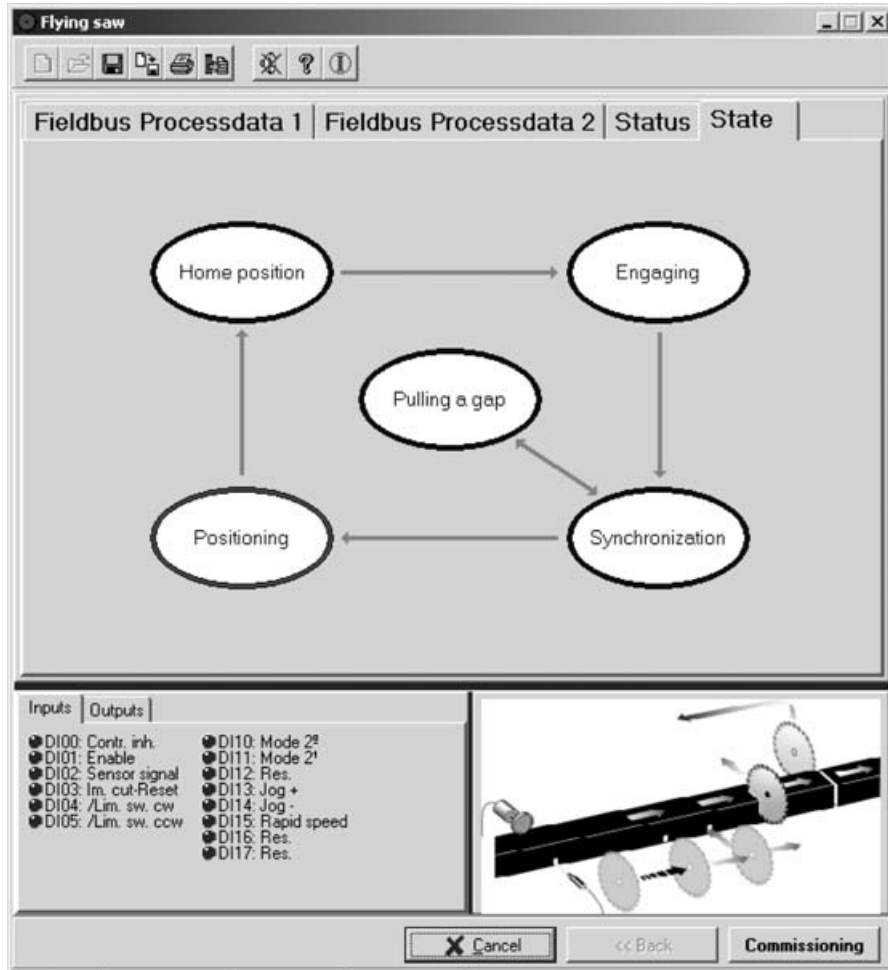 Flying saw
Fieldbus Processdata 1 Fieldbus Processdata 2 Status State
Home position
Engaging
Pulling a gap
Positioning
Synchronization
Inputs Outputs
DI00: Contr. inh.
DI01: Enable
DI02: Sensor signal
DI03: Im. cut-Reset
DI04: /Lim. sw. cw
DI05: /Lim. sw. ccw
DI10: Mode 2º
DI11: Mode 2¹
DI12: Res.
DI13: Jog +
DI14: Jog -
DI15: Rapid speed
DI16: Res.
DI17: Res.
Cancel
<< Back
Commissioning